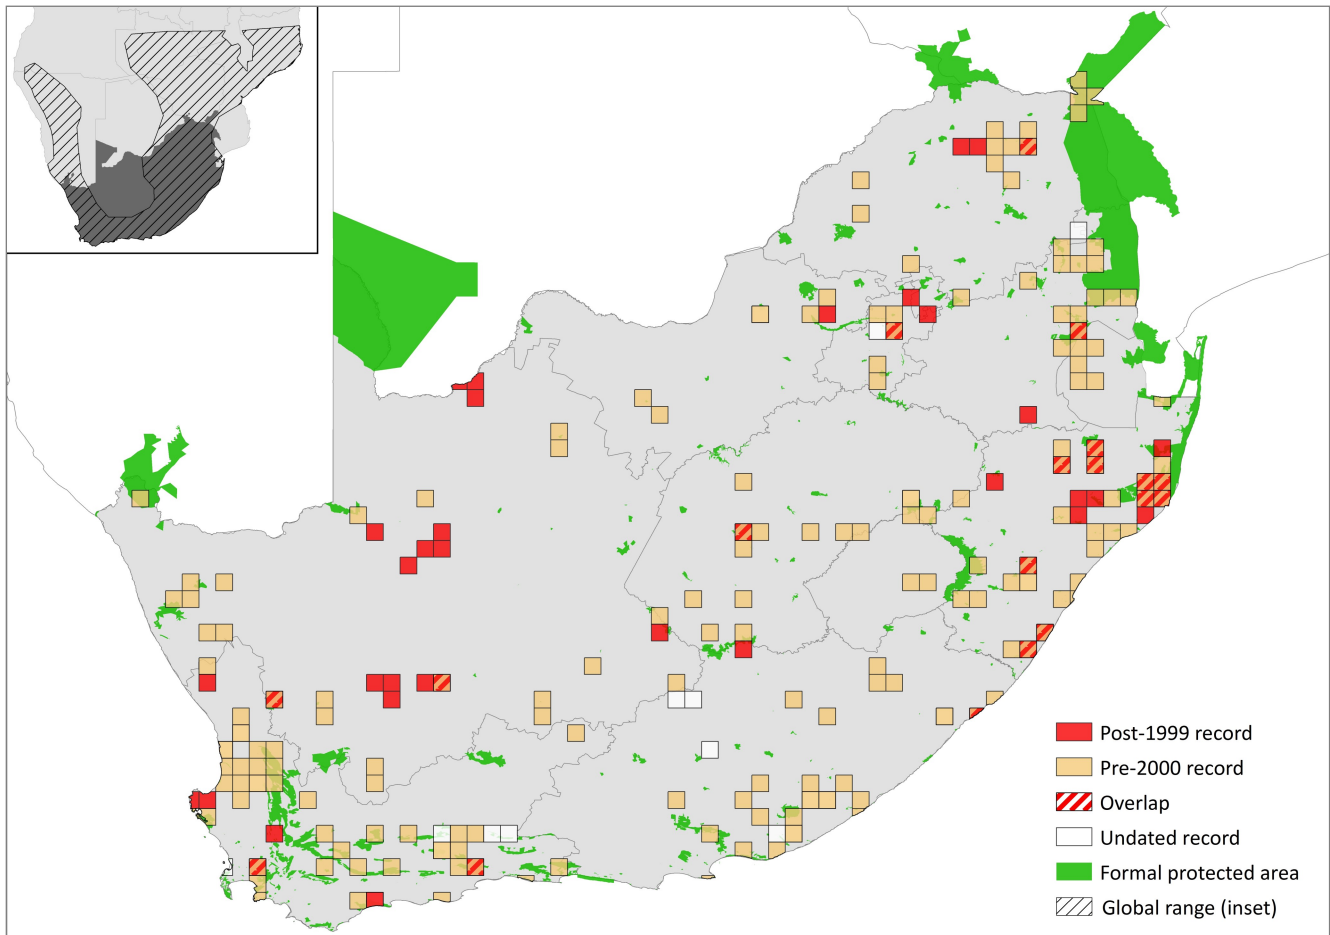 Post-1999 record
Pre-2000 record
Overlap
Undated record
Formal protected area
Global range (inset)